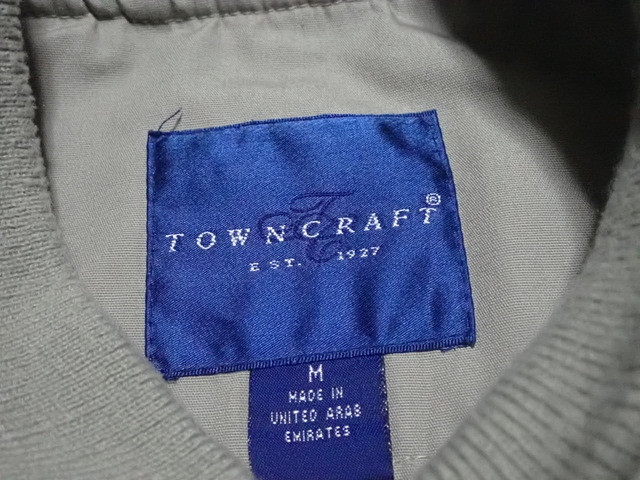 TOWNCRAFT®
EST. 1927
M
MADE IN
UNITED ARAB
EMIRATES